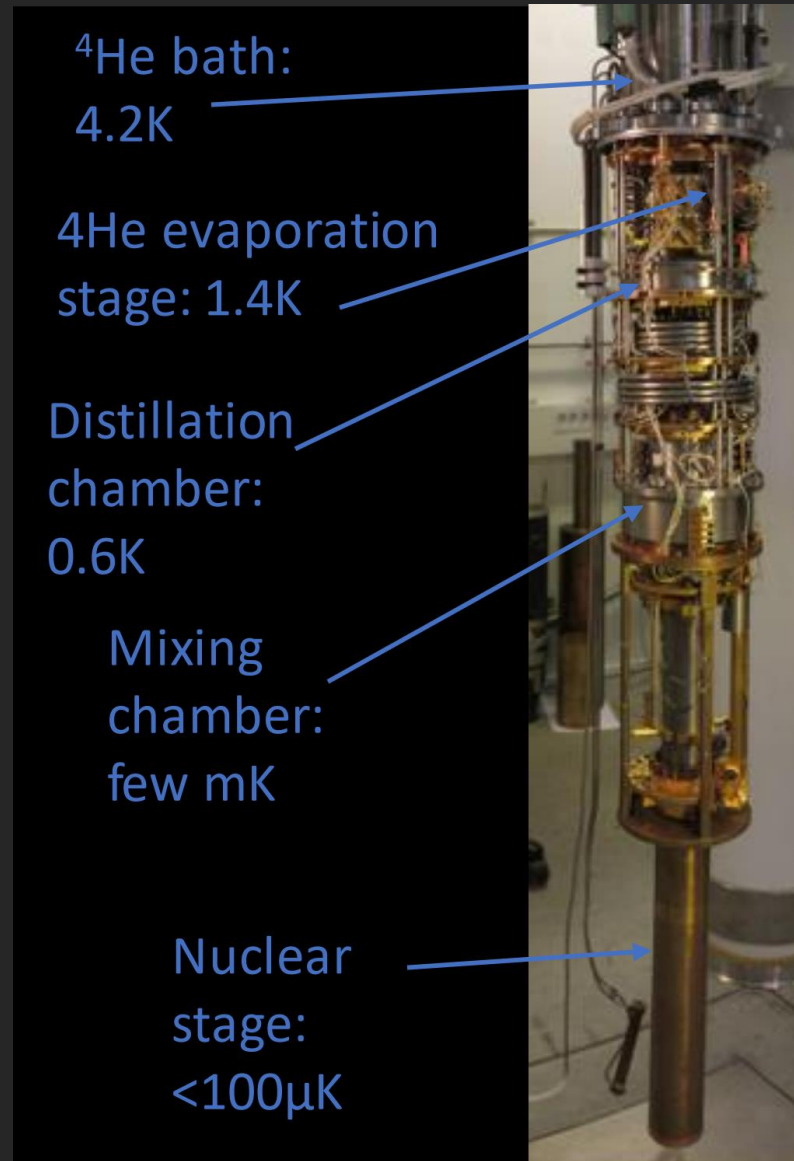 ⁴He bath:
4.2K
4He evaporation
stage: 1.4K
Distillation
chamber:
0.6K
Mixing
chamber:
few mK
Nuclear
stage:
<100μK